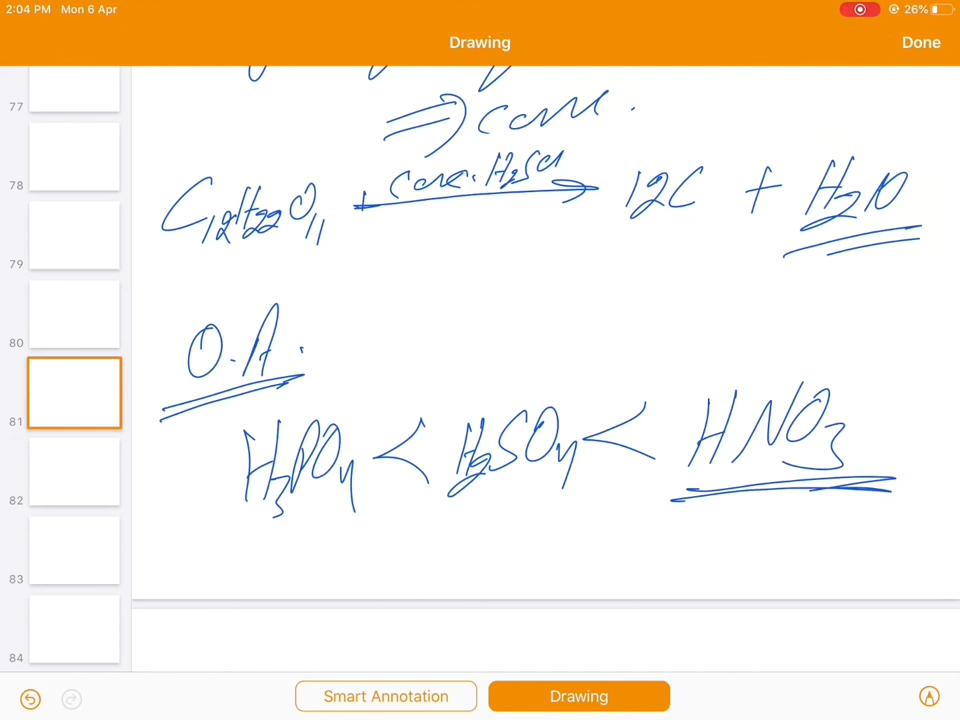 2:04 PM Mon 6 Apr 26%
Drawing Done
77
78
79
80
81
82
83
84
C12H22O11 + conc. H2SO4 → 12C + H2O
O.A.
H3PO4 < H2SO4 < HNO3
Smart Annotation Drawing